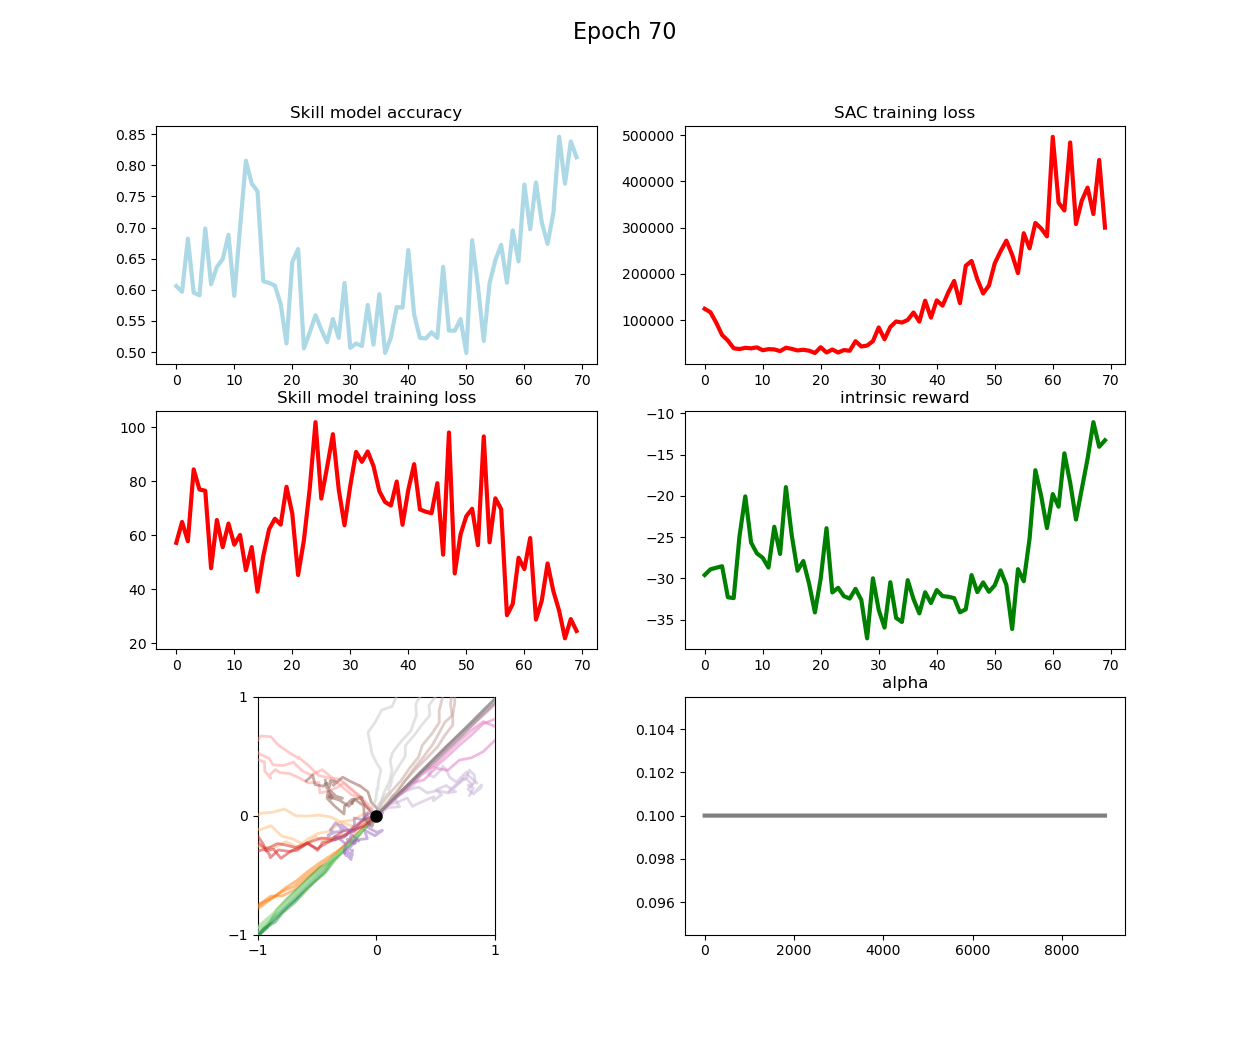 Epoch 70
Skill model accuracy
0.85
0.80
0.75
0.70
0.65
0.60
0.55
0.50
0 10 20 30 40 50 60 70
SAC training loss
500000
400000
300000
200000
100000
0 10 20 30 40 50 60 70
Skill model training loss
100
80
60
40
20
0 10 20 30 40 50 60 70
intrinsic reward
−10
−15
−20
−25
−30
−35
0 10 20 30 40 50 60 70
1
0
−1
−1 0 1
alpha
0.104
0.102
0.100
0.098
0.096
0 2000 4000 6000 8000